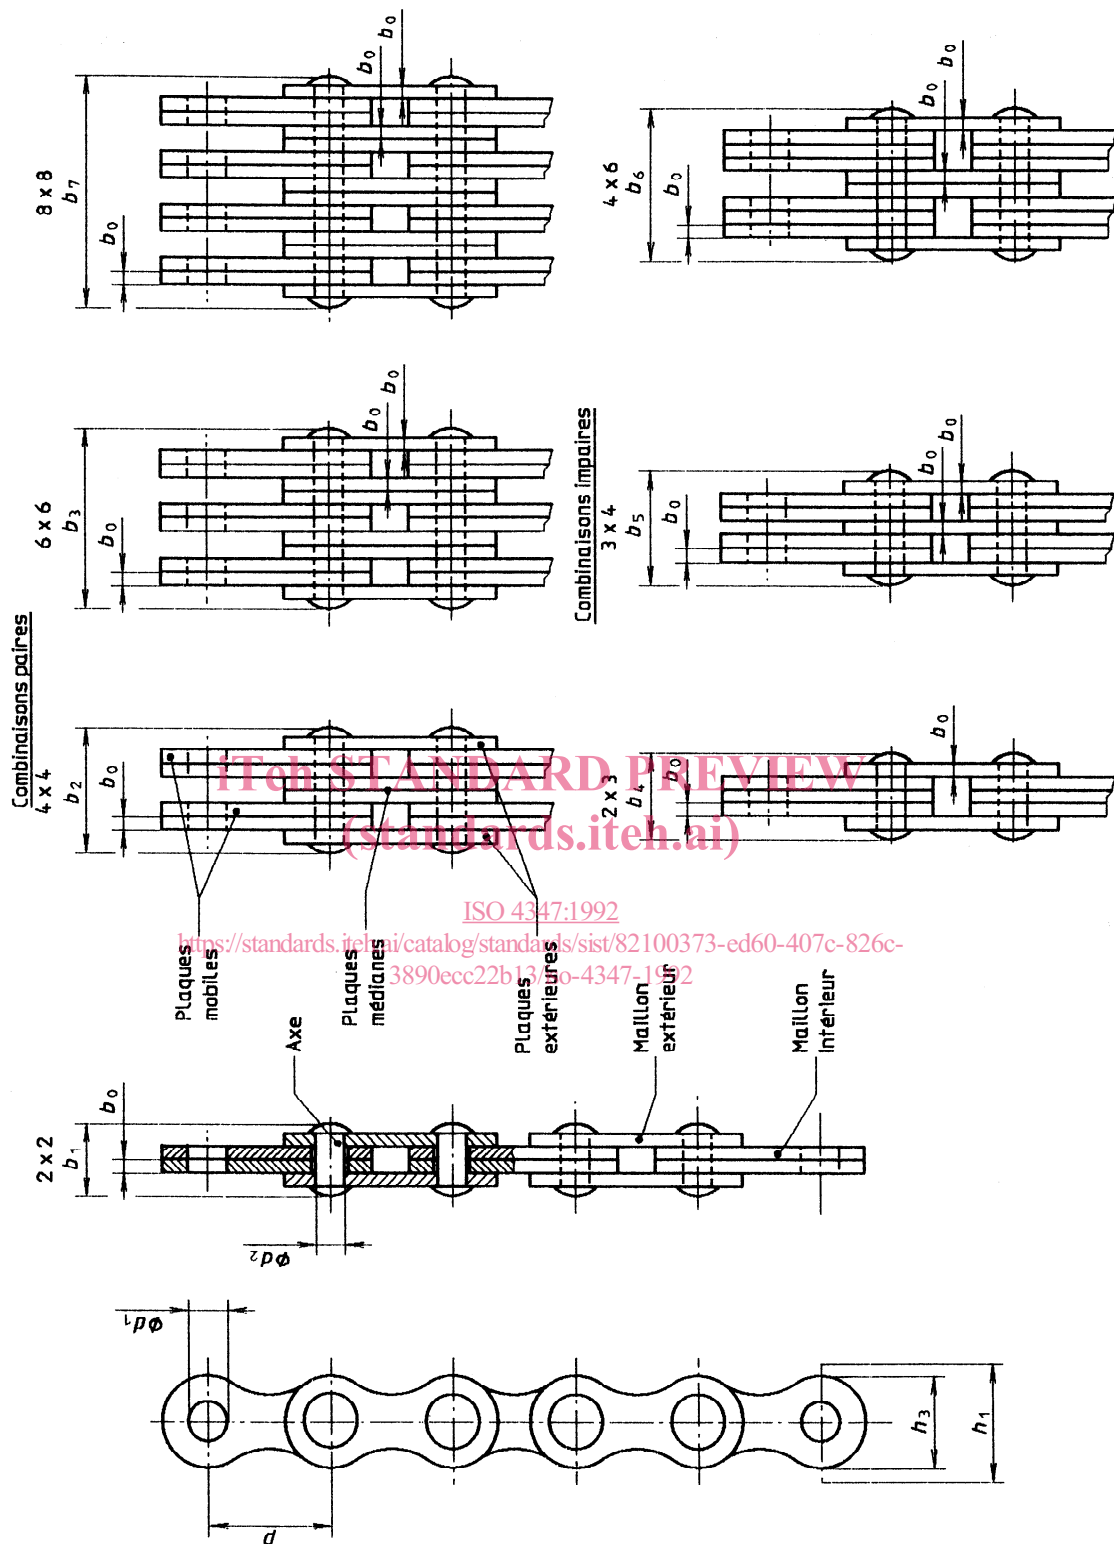 Combinaisons paires
2 x 2
b₁
b₀
4 x 4
b₂
b₀
6 x 6
b₃
b₀
b₀
b₀
8 x 8
b₇
b₀
b₀
b₀
Ød₁
Ød₂
p
h₃
h₁
Axe
Plaques
mobiles
Plaques
médianes
Plaques
extérieures
Maillon
extérieur
Maillon
intérieur
Combinaisons impaires
2 x 3
b₄
b₀
b₀
3 x 4
b₅
b₀
b₀
b₀
4 x 6
b₆
b₀
b₀
b₀
iTeh STANDARD PREVIEW
(standards.iteh.ai)
ISO 4347:1992
https://standards.iteh.ai/catalog/standards/sist/82100373-ed60-407c-826c-
3890ecc22b13/iso-4347-1992